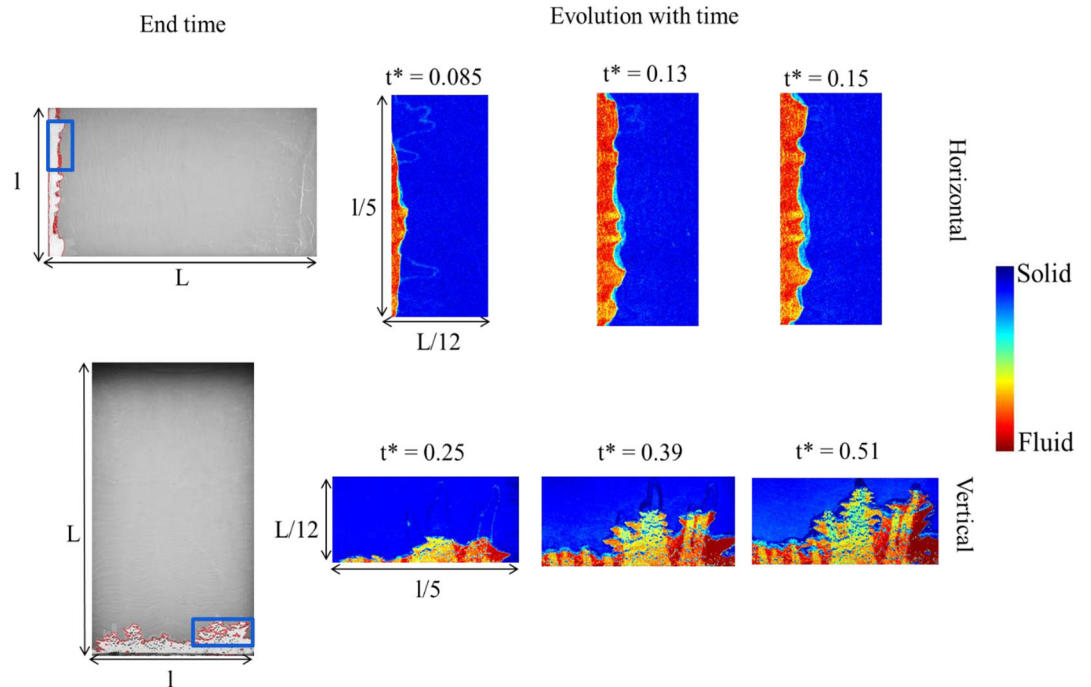 End time
Evolution with time
t* = 0.085
t* = 0.13
t* = 0.15
l
l/5
L
L/12
Horizontal
Solid
Fluid
t* = 0.25
t* = 0.39
t* = 0.51
L
L/12
l/5
l
Vertical